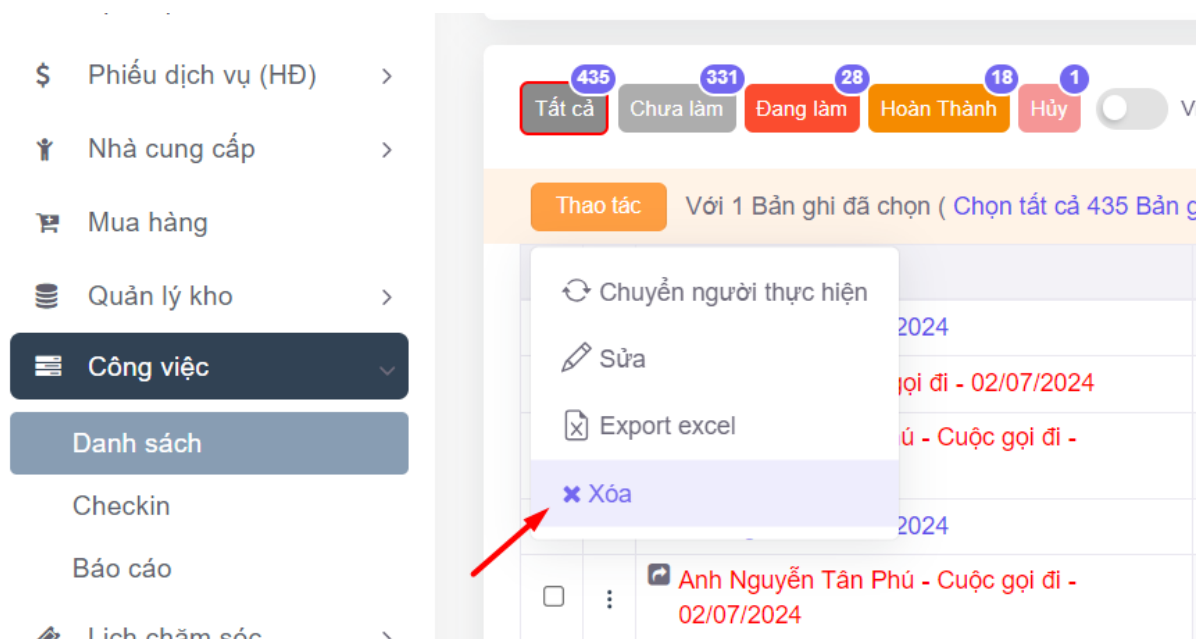 Phiếu dịch vụ (HĐ)
Nhà cung cấp
Mua hàng
Quản lý kho
Công việc
Danh sách
Checkin
Báo cáo
Lịch chăm sóc
435 331 28 18 1
Tất cả Chưa làm Đang làm Hoàn Thành Hủy
Thao tác Với 1 Bản ghi đã chọn ( Chọn tất cả 435 Bản
Chuyển người thực hiện
2024
Sửa
gọi đi - 02/07/2024
Export excel
ú - Cuộc gọi đi -
Xóa
2024
Anh Nguyễn Tân Phú - Cuộc gọi đi -
02/07/2024